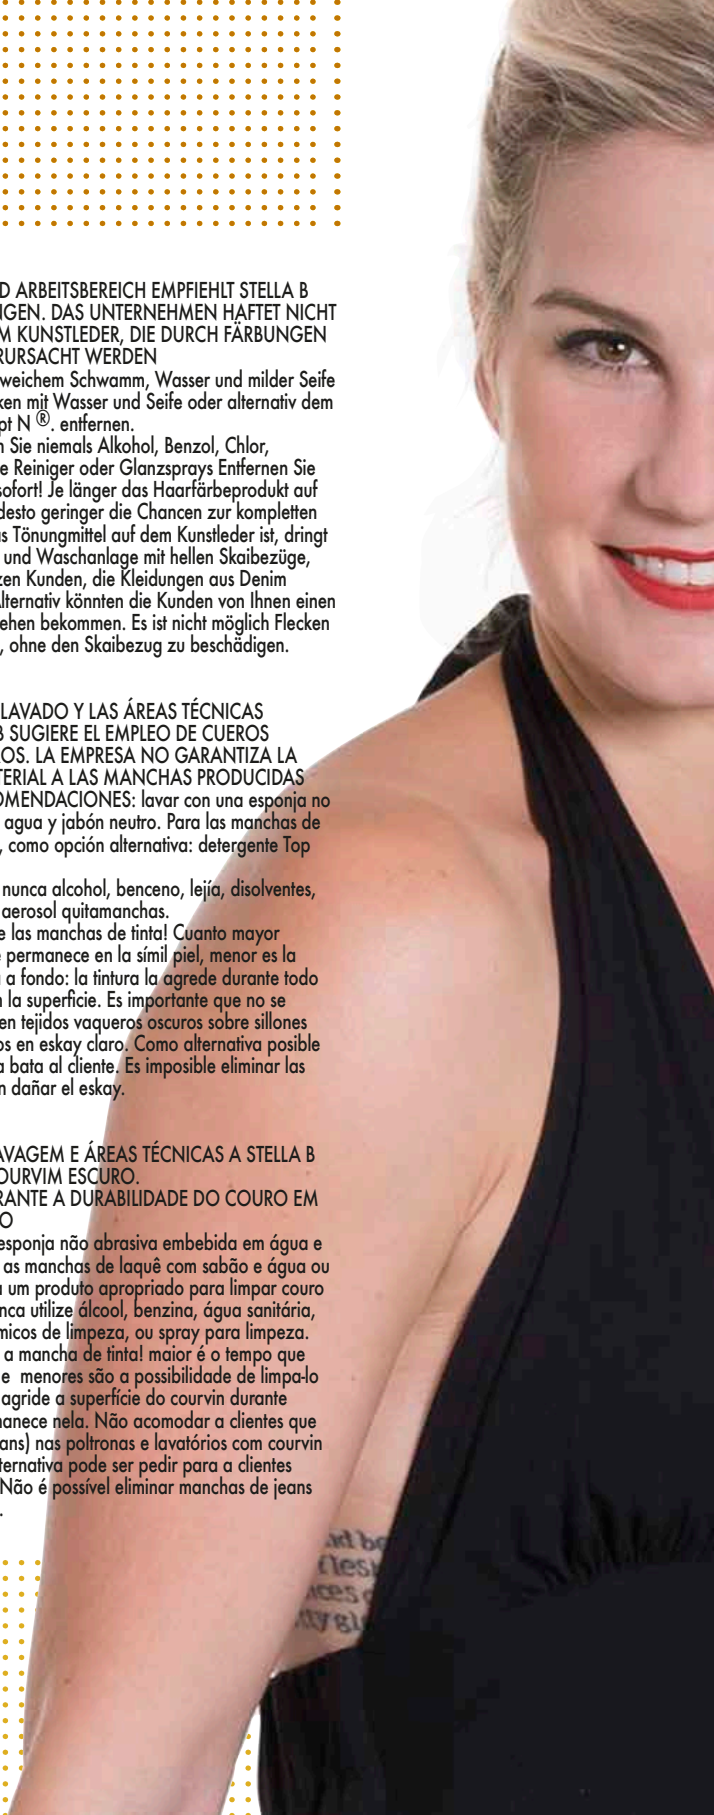 D ARBEITSBEREICH EMPFIEHLT STELLA B
NGEN. DAS UNTERNEHMEN HAFTET NICHT
M KUNSTLEDER, DIE DURCH FÄRBUNGEN
RURSACHT WERDEN
weichem Schwamm, Wasser und milder Seife
ken mit Wasser und Seife oder alternativ dem
pt N ®. entfernen.
n Sie niemals Alkohol, Benzol, Chlor,
e Reiniger oder Glanzsprays Entfernen Sie
sofort! Je länger das Haarfärbeprodukt auf
desto geringer die Chancen zur kompletten
as Tönungmittel auf dem Kunstleder ist, dringt
und Waschanlage mit hellen Skaibezüge,
zen Kunden, die Kleidungen aus Denim
Alternativ könnten die Kunden von Ihnen einen
ehen bekommen. Es ist nicht möglich Flecken
, ohne den Skaibezug zu beschädigen.
LAVADO Y LAS ÁREAS TÉCNICAS
B SUGIERE EL EMPLEO DE CUEROS
OS. LA EMPRESA NO GARANTIZA LA
TERIAL A LAS MANCHAS PRODUCIDAS
OMENDACIONES: lavar con una esponja no
agua y jabón neutro. Para las manchas de
, como opción alternativa: detergente Top
nunca alcohol, benceno, lejía, disolventes,
aerosol quitamanchas.
e las manchas de tinta! Cuanto mayor
e permanece en la símil piel, menor es la
a a fondo: la tintura la agrede durante todo
n la superficie. Es importante que no se
en tejidos vaqueros oscuros sobre sillones
os en eskay claro. Como alternativa posible
a bata al cliente. Es imposible eliminar las
n dañar el eskay.
AVAGEM E ÁREAS TÉCNICAS A STELLA B
OURVIM ESCURO.
RANTE A DURABILIDADE DO COURO EM
O
esponja não abrasiva embebida em água e
as manchas de laquê com sabão e água ou
a um produto apropriado para limpar couro
nca utilize álcool, benzina, água sanitária,
micos de limpeza, ou spray para limpeza.
a mancha de tinta! maior é o tempo que
e menores são a possibilidade de limpa-lo
agride a superfície do courvin durante
manece nela. Não acomodar a clientes que
ans) nas poltronas e lavatórios com courvin
ternativa pode ser pedir para a clientes
Não é possível eliminar manchas de jeans
.